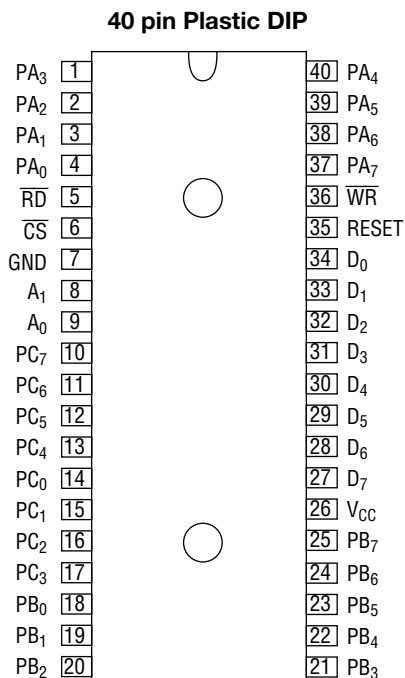 40 pin Plastic DIP
PA₃ 1 40 PA₄
PA₂ 2 39 PA₅
PA₁ 3 38 PA₆
PA₀ 4 37 PA₇
R̅D̅ 5 36 W̅R̅
C̅S̅ 6 35 RESET
GND 7 34 D₀
A₁ 8 33 D₁
A₀ 9 32 D₂
PC₇ 10 31 D₃
PC₆ 11 30 D₄
PC₅ 12 29 D₅
PC₄ 13 28 D₆
PC₀ 14 27 D₇
PC₁ 15 26 V_CC
PC₂ 16 25 PB₇
PC₃ 17 24 PB₆
PB₀ 18 23 PB₅
PB₁ 19 22 PB₄
PB₂ 20 21 PB₃